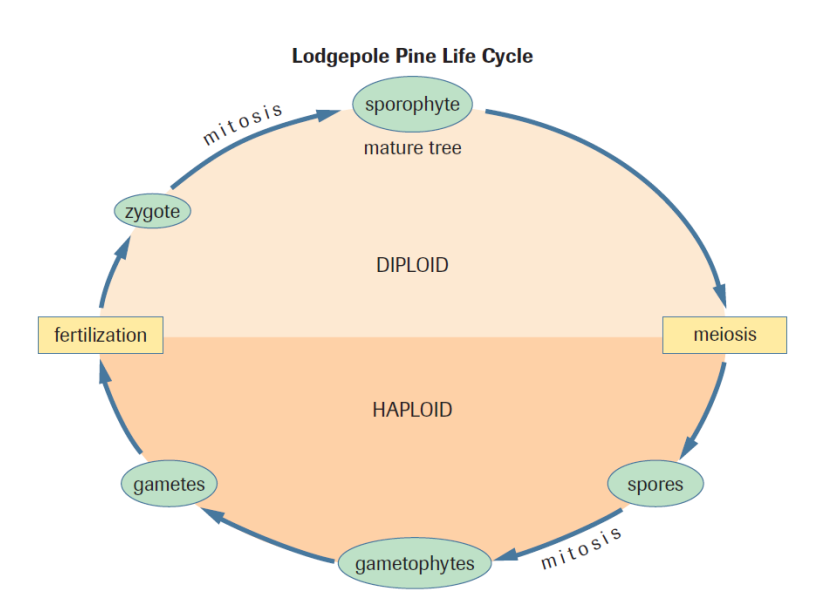 Lodgepole Pine Life Cycle
sporophyte
mitosis
mature tree
zygote
DIPLOID
fertilization
meiosis
HAPLOID
gametes
spores
mitosis
gametophytes